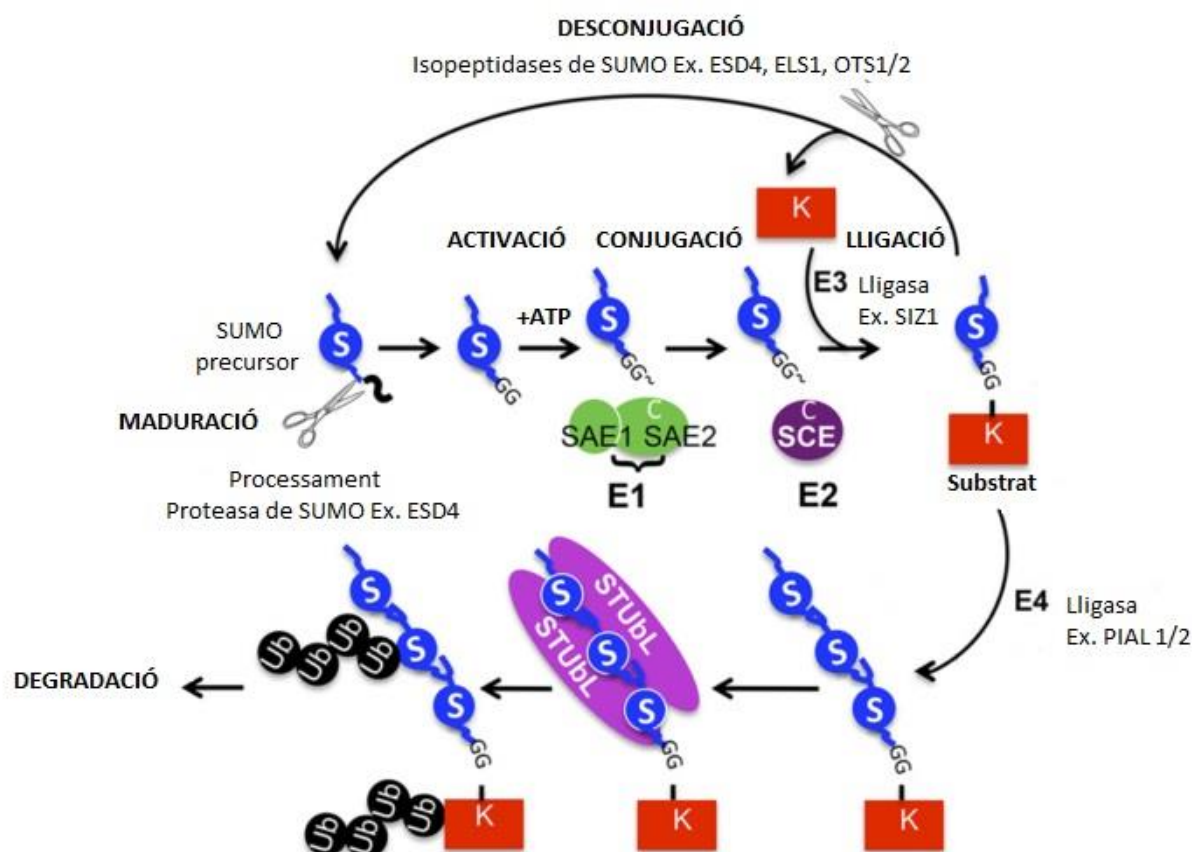 DESCONJUGACIÓ
Isopeptidases de SUMO Ex. ESD4, ELS1, OTS1/2
K
ACTIVACIÓ
CONJUGACIÓ
LLIGACIÓ
E3 Lligasa
Ex. SIZ1
SUMO
precursor
S
S
GG
+ATP
S
GG~
S
GG~
S
GG
K
Substrat
MADURACIÓ
C
SAE1 SAE2
E1
C
SCE
E2
Processament
Proteasa de SUMO Ex. ESD4
E4 Lligasa
Ex. PIAL 1/2
DEGRADACIÓ
Ub
Ub
Ub
Ub
S
S
S
GG
K
Ub
Ub
Ub
Ub
STUbL
STUbL
S
S
S
GG
K
S
S
S
GG
K